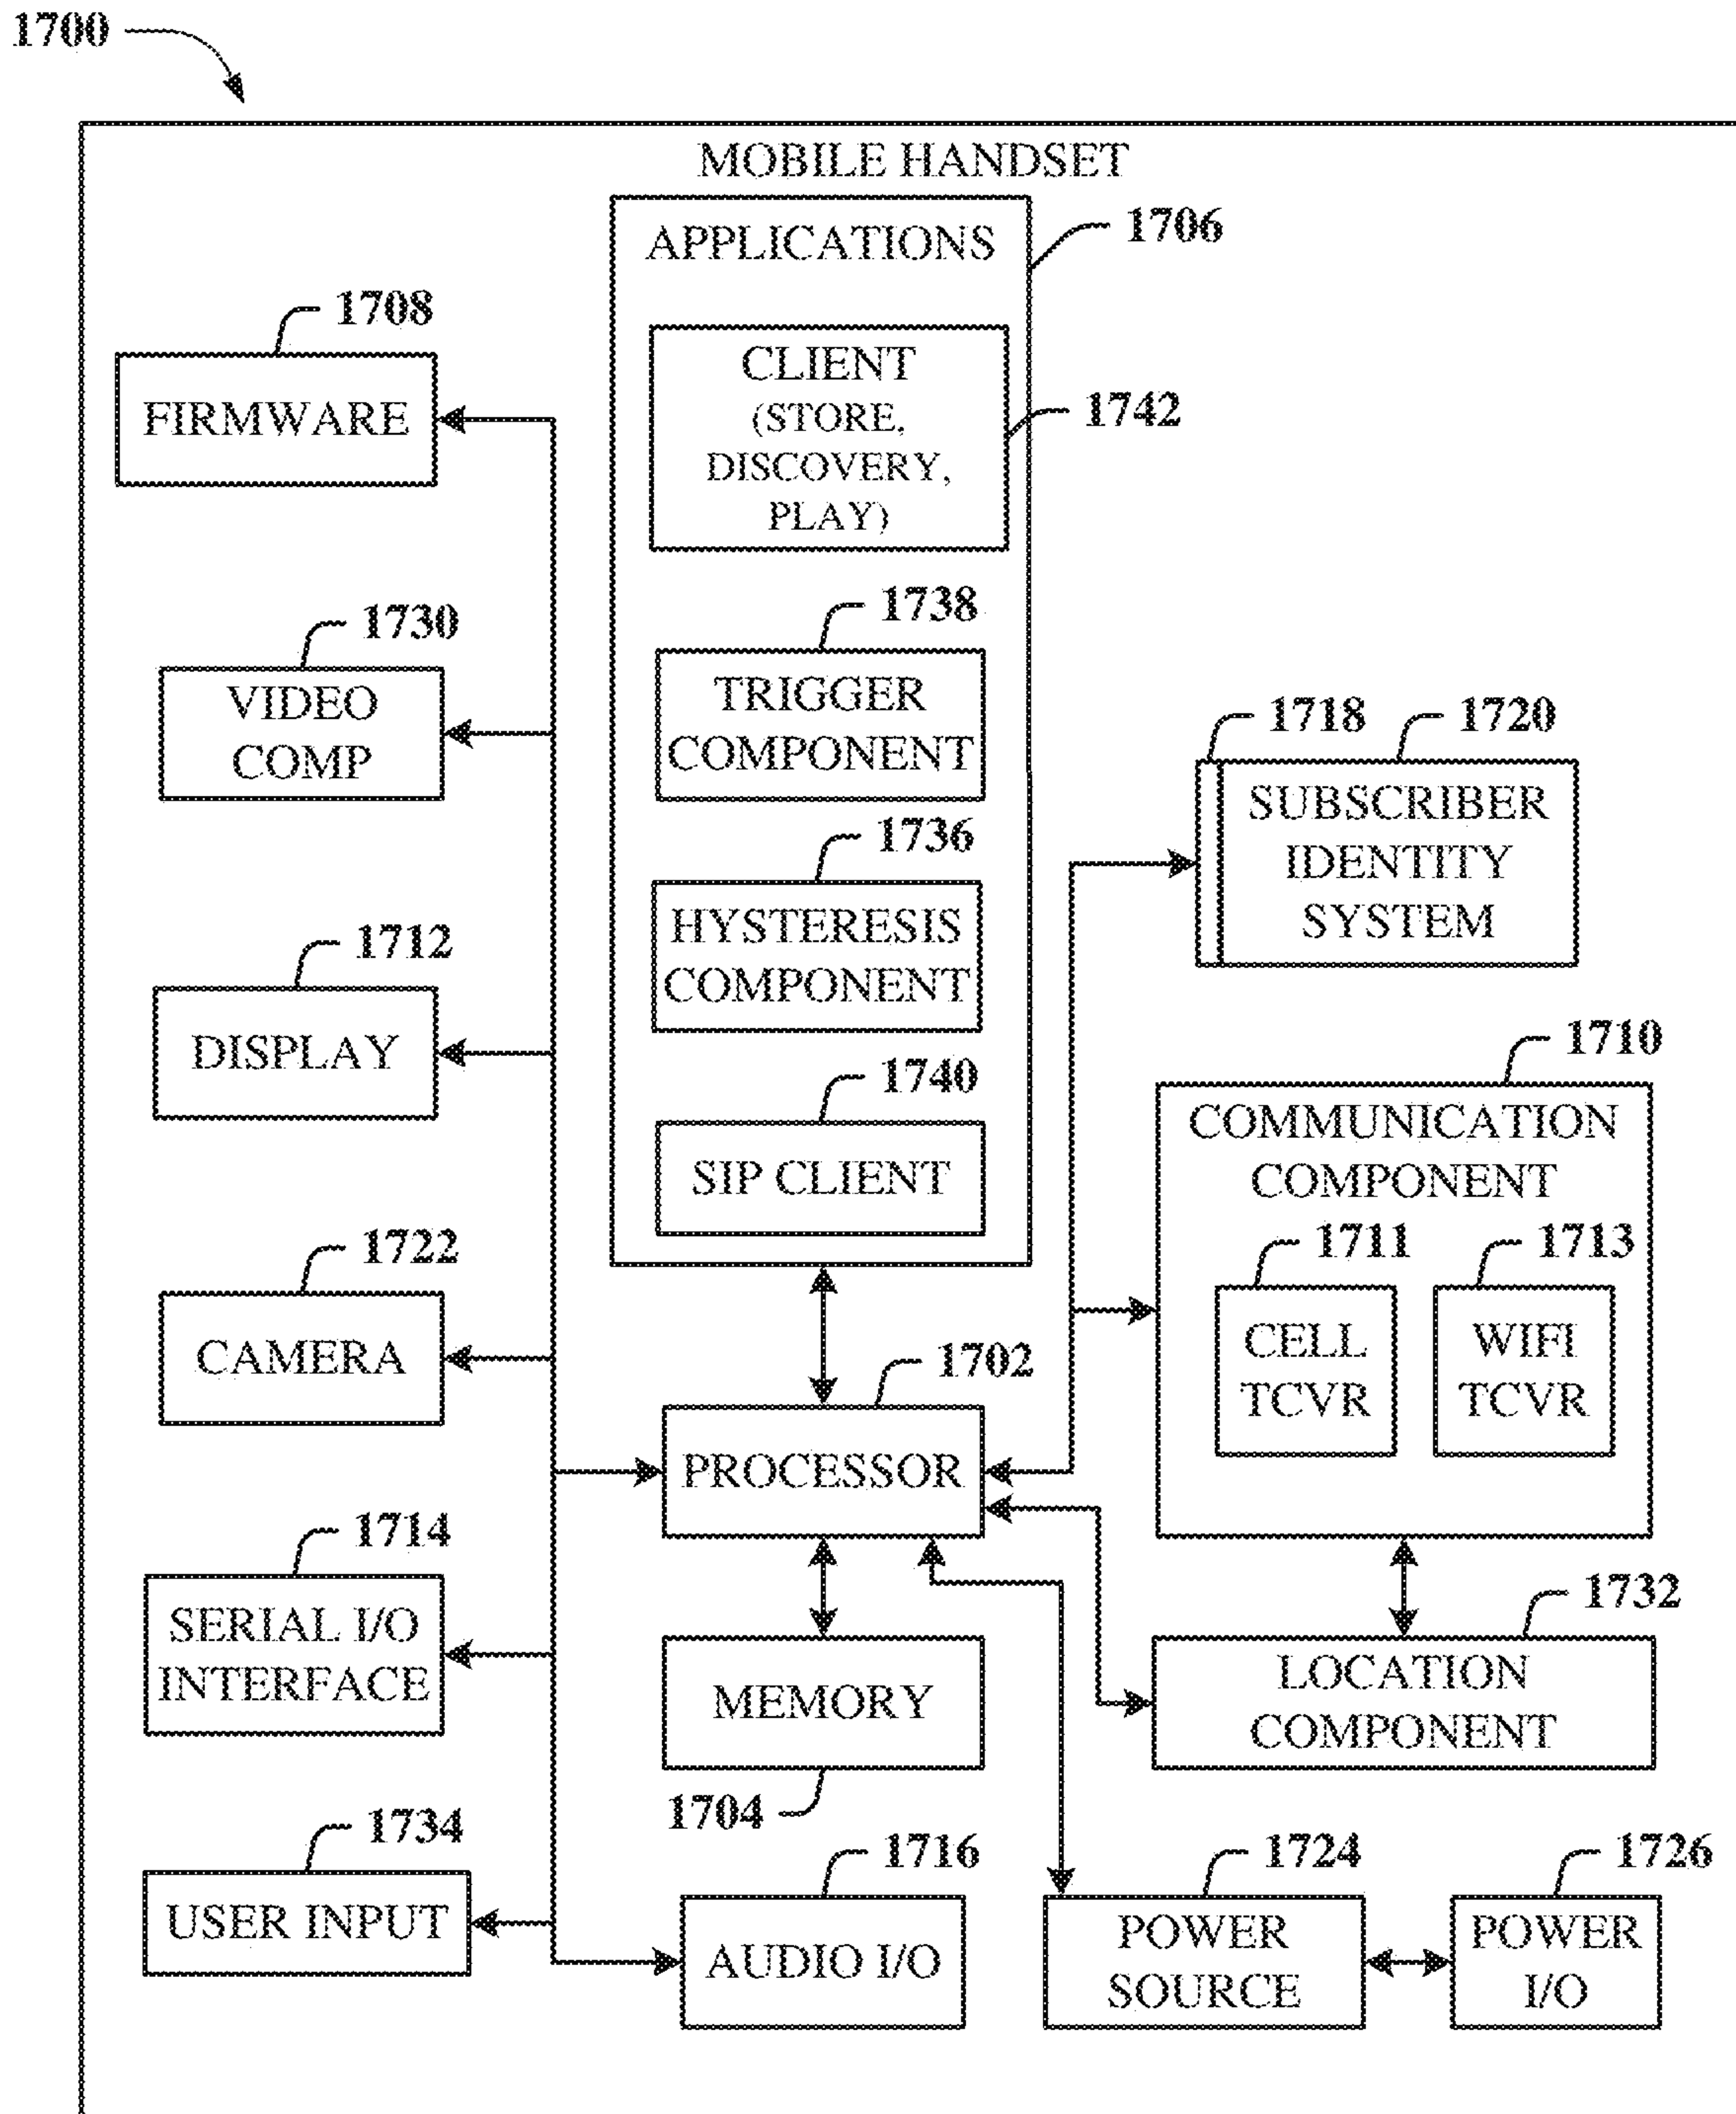 1700
MOBILE HANDSET
APPLICATIONS
1706
CLIENT
(STORE,
DISCOVERY,
PLAY)
1742
1738
TRIGGER
COMPONENT
1736
HYSTERESIS
COMPONENT
1740
SIP CLIENT
1708
FIRMWARE
1730
VIDEO
COMP
1712
DISPLAY
1722
CAMERA
1714
SERIAL I/O
INTERFACE
1734
USER INPUT
1702
PROCESSOR
MEMORY
1704
1716
AUDIO I/O
1718
1720
SUBSCRIBER
IDENTITY
SYSTEM
1710
COMMUNICATION
COMPONENT
1711
CELL
TCVR
1713
WIFI
TCVR
1732
LOCATION
COMPONENT
1724
POWER
SOURCE
1726
POWER
I/O